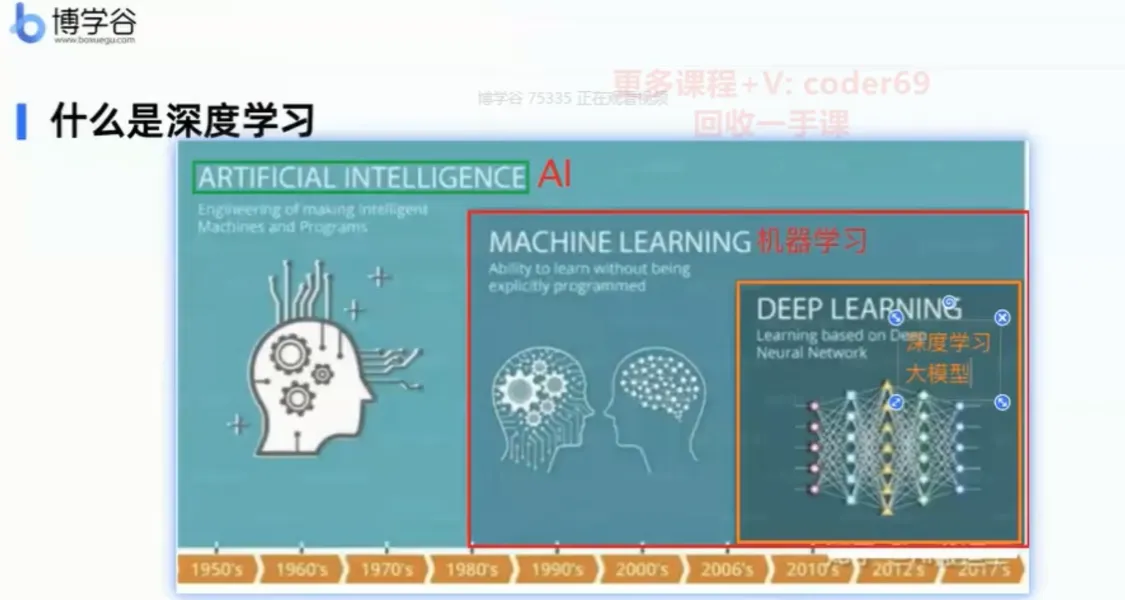 博学谷
www.boxuegu.com
更多课程+V: coder69
博学谷 75335 正在观看视频
回收一手课
什么是深度学习
ARTIFICIAL INTELLIGENCE AI
Engineering of making Intelligent
Machines and Programs
MACHINE LEARNING 机器学习
Ability to learn without being
explicitly programmed
DEEP LEARNING
Learning based on Deep
Neural Network
深度学习
大模型
1950's 1960's 1970's 1980's 1990's 2000's 2006's 2010's 2012's 2017's